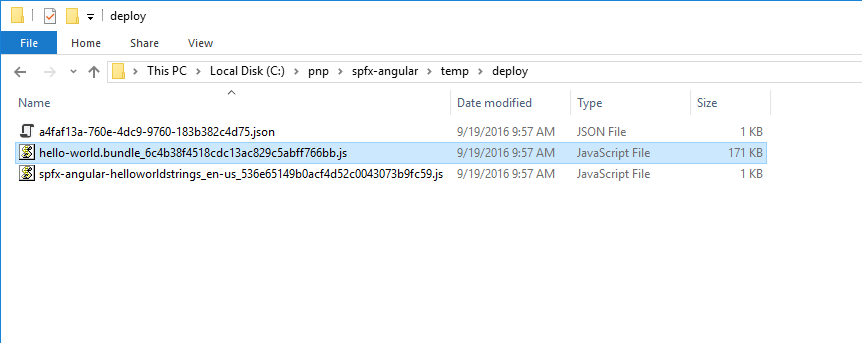 deploy
File Home Share View
This PC Local Disk (C:) pnp spfx-angular temp deploy
Name Date modified Type Size
a4faf13a-760e-4dc9-9760-183b382c4d75.json 9/19/2016 9:57 AM JSON File 1 KB
hello-world.bundle_6c4b38f4518cdc13ac829c5abff766bb.js 9/19/2016 9:57 AM JavaScript File 171 KB
spfx-angular-helloworldstrings_en-us_536e65149b0acf4d52c0043073b9fc59.js 9/19/2016 9:57 AM JavaScript File 1 KB